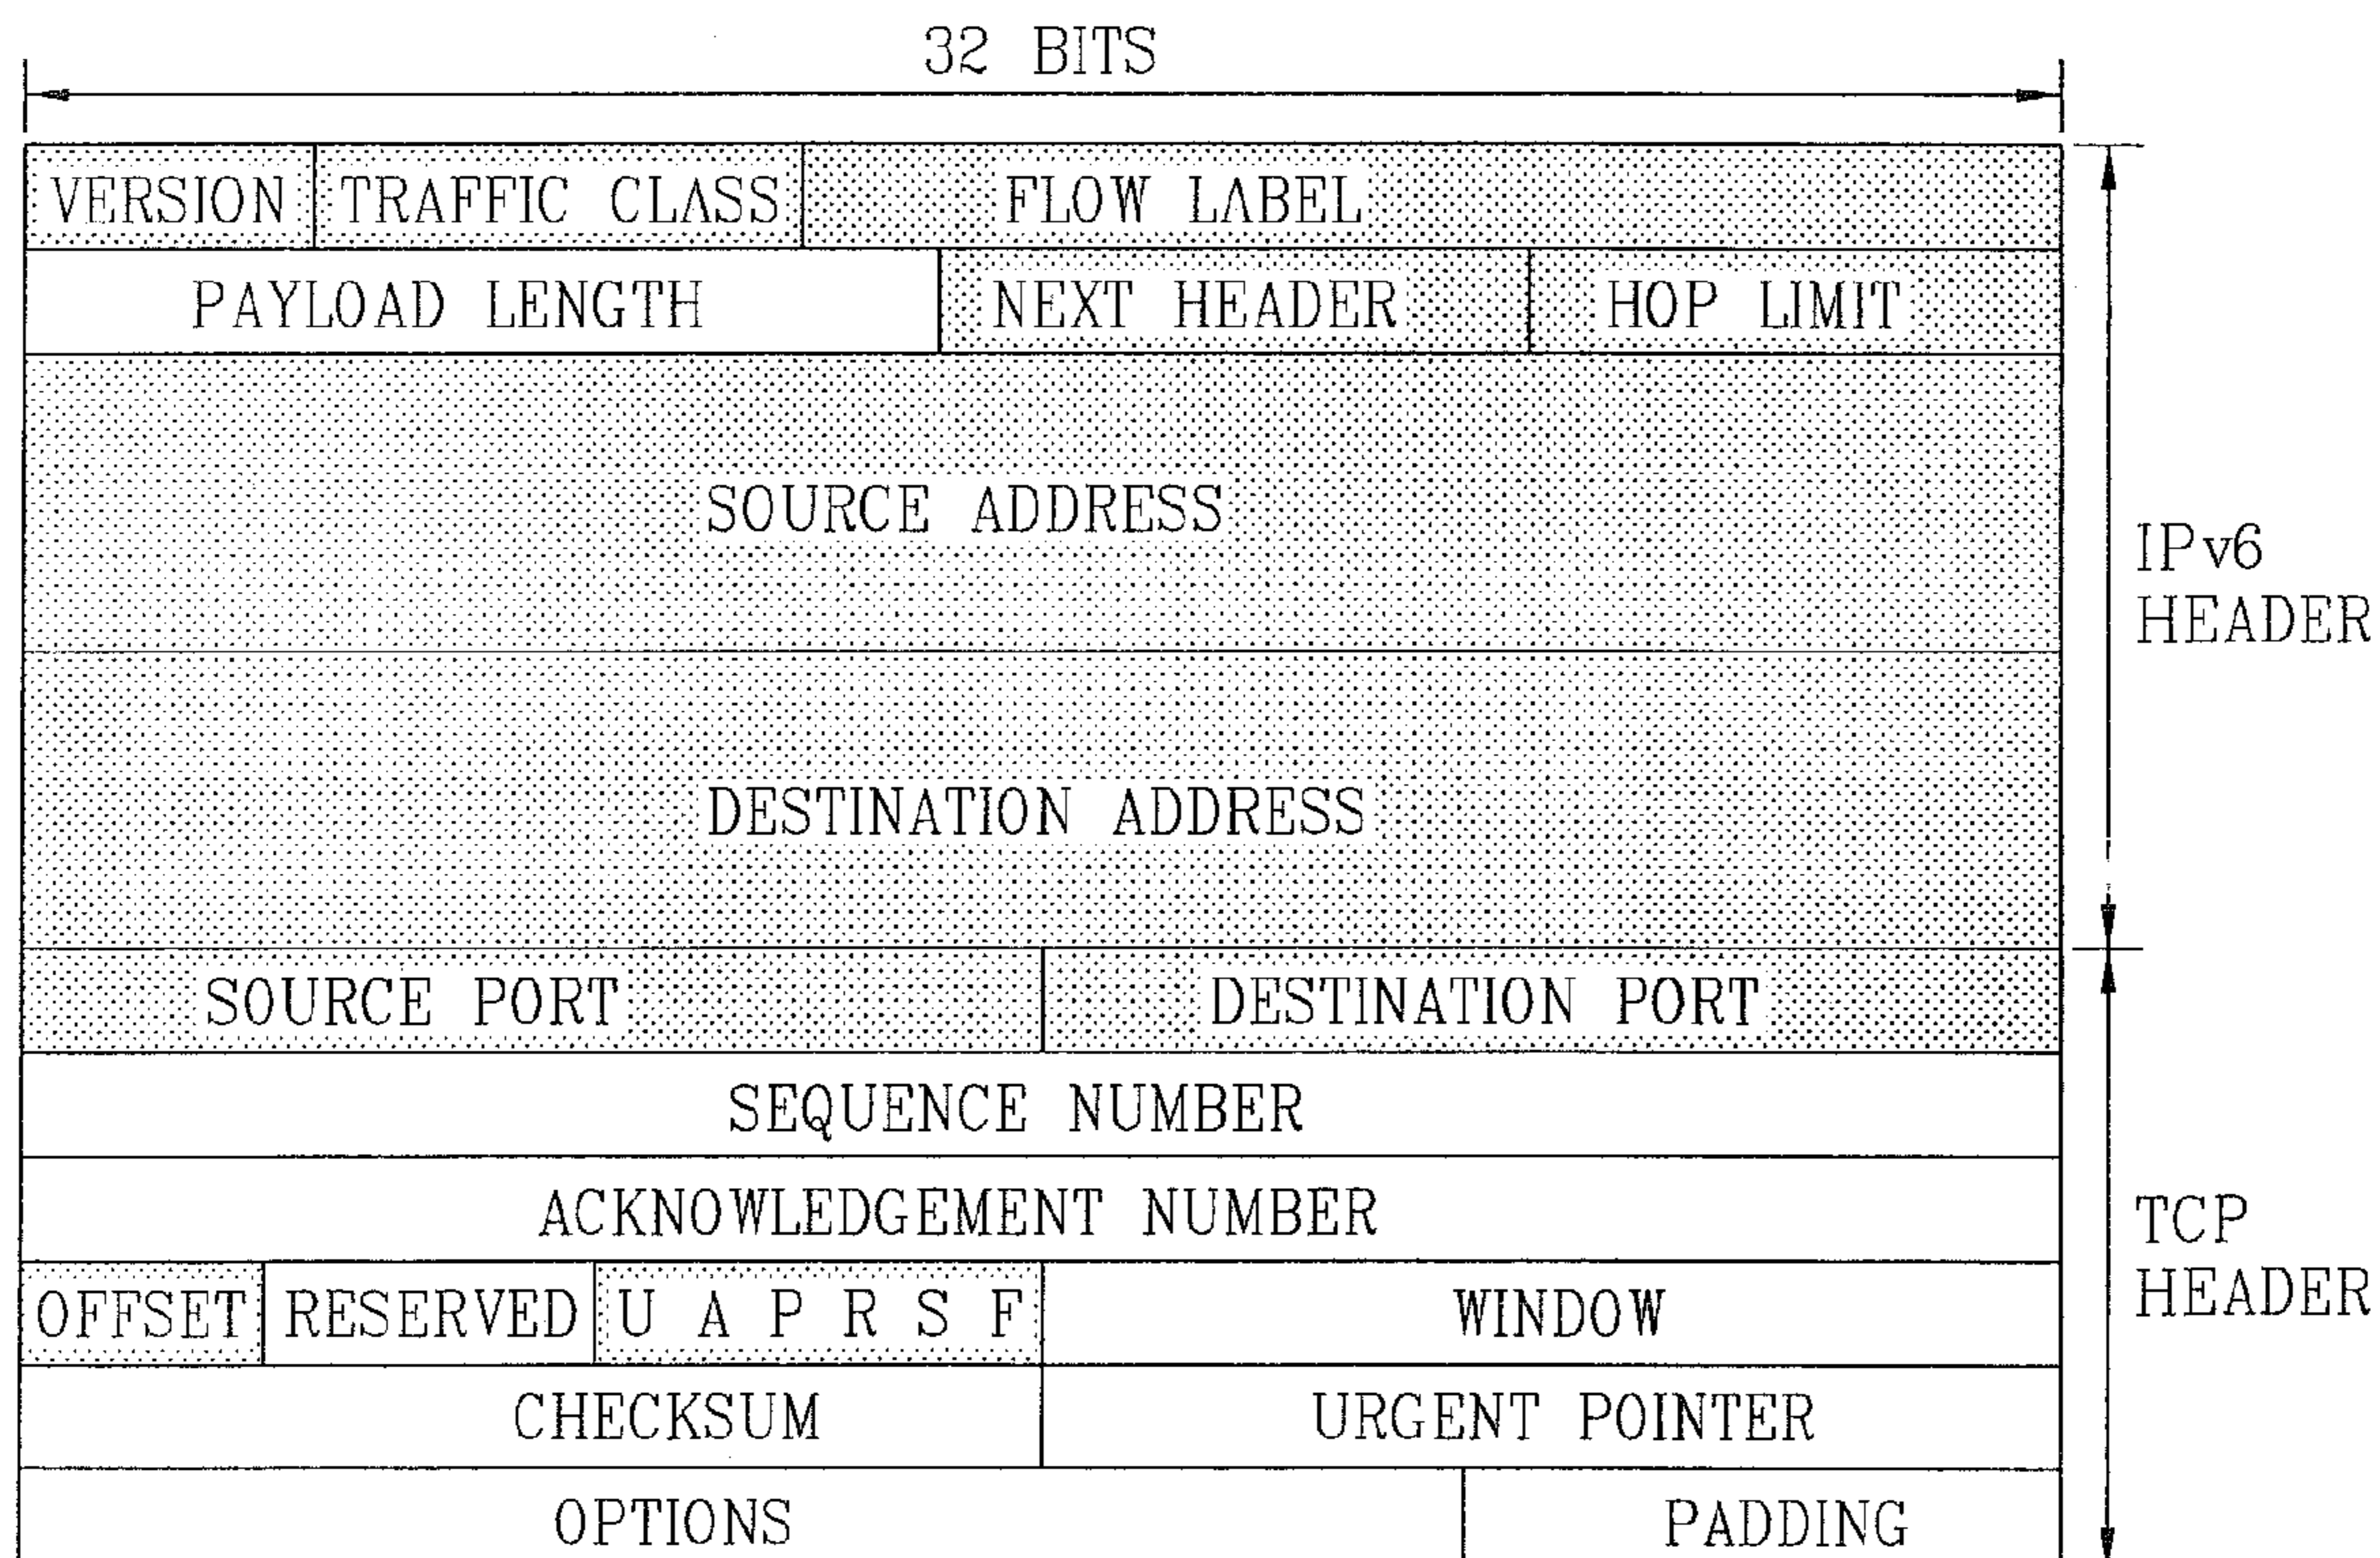 32 BITS
VERSION TRAFFIC CLASS FLOW LABEL
PAYLOAD LENGTH NEXT HEADER HOP LIMIT
SOURCE ADDRESS
IPv6
HEADER
DESTINATION ADDRESS
SOURCE PORT DESTINATION PORT
SEQUENCE NUMBER
ACKNOWLEDGEMENT NUMBER
TCP
HEADER
OFFSET RESERVED U A P R S F WINDOW
CHECKSUM URGENT POINTER
OPTIONS PADDING